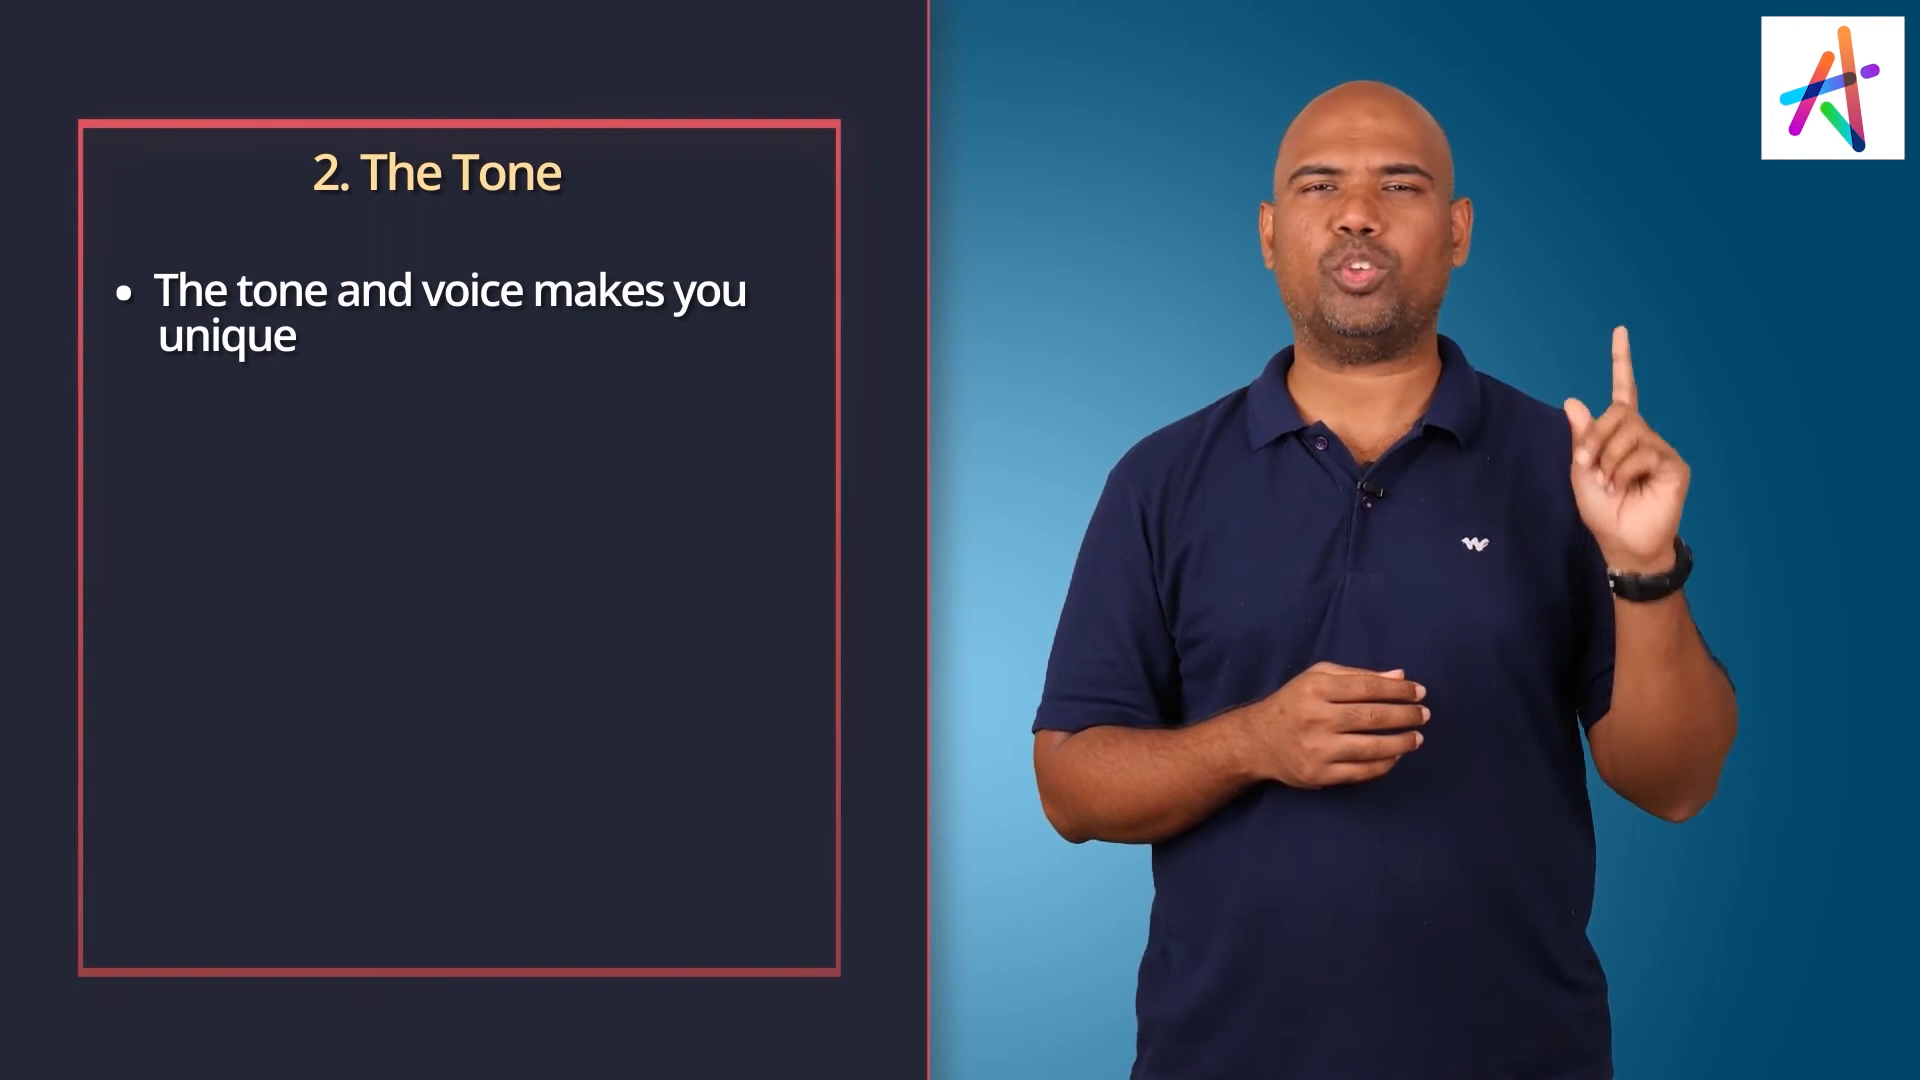 2. The Tone
• The tone and voice makes you
unique